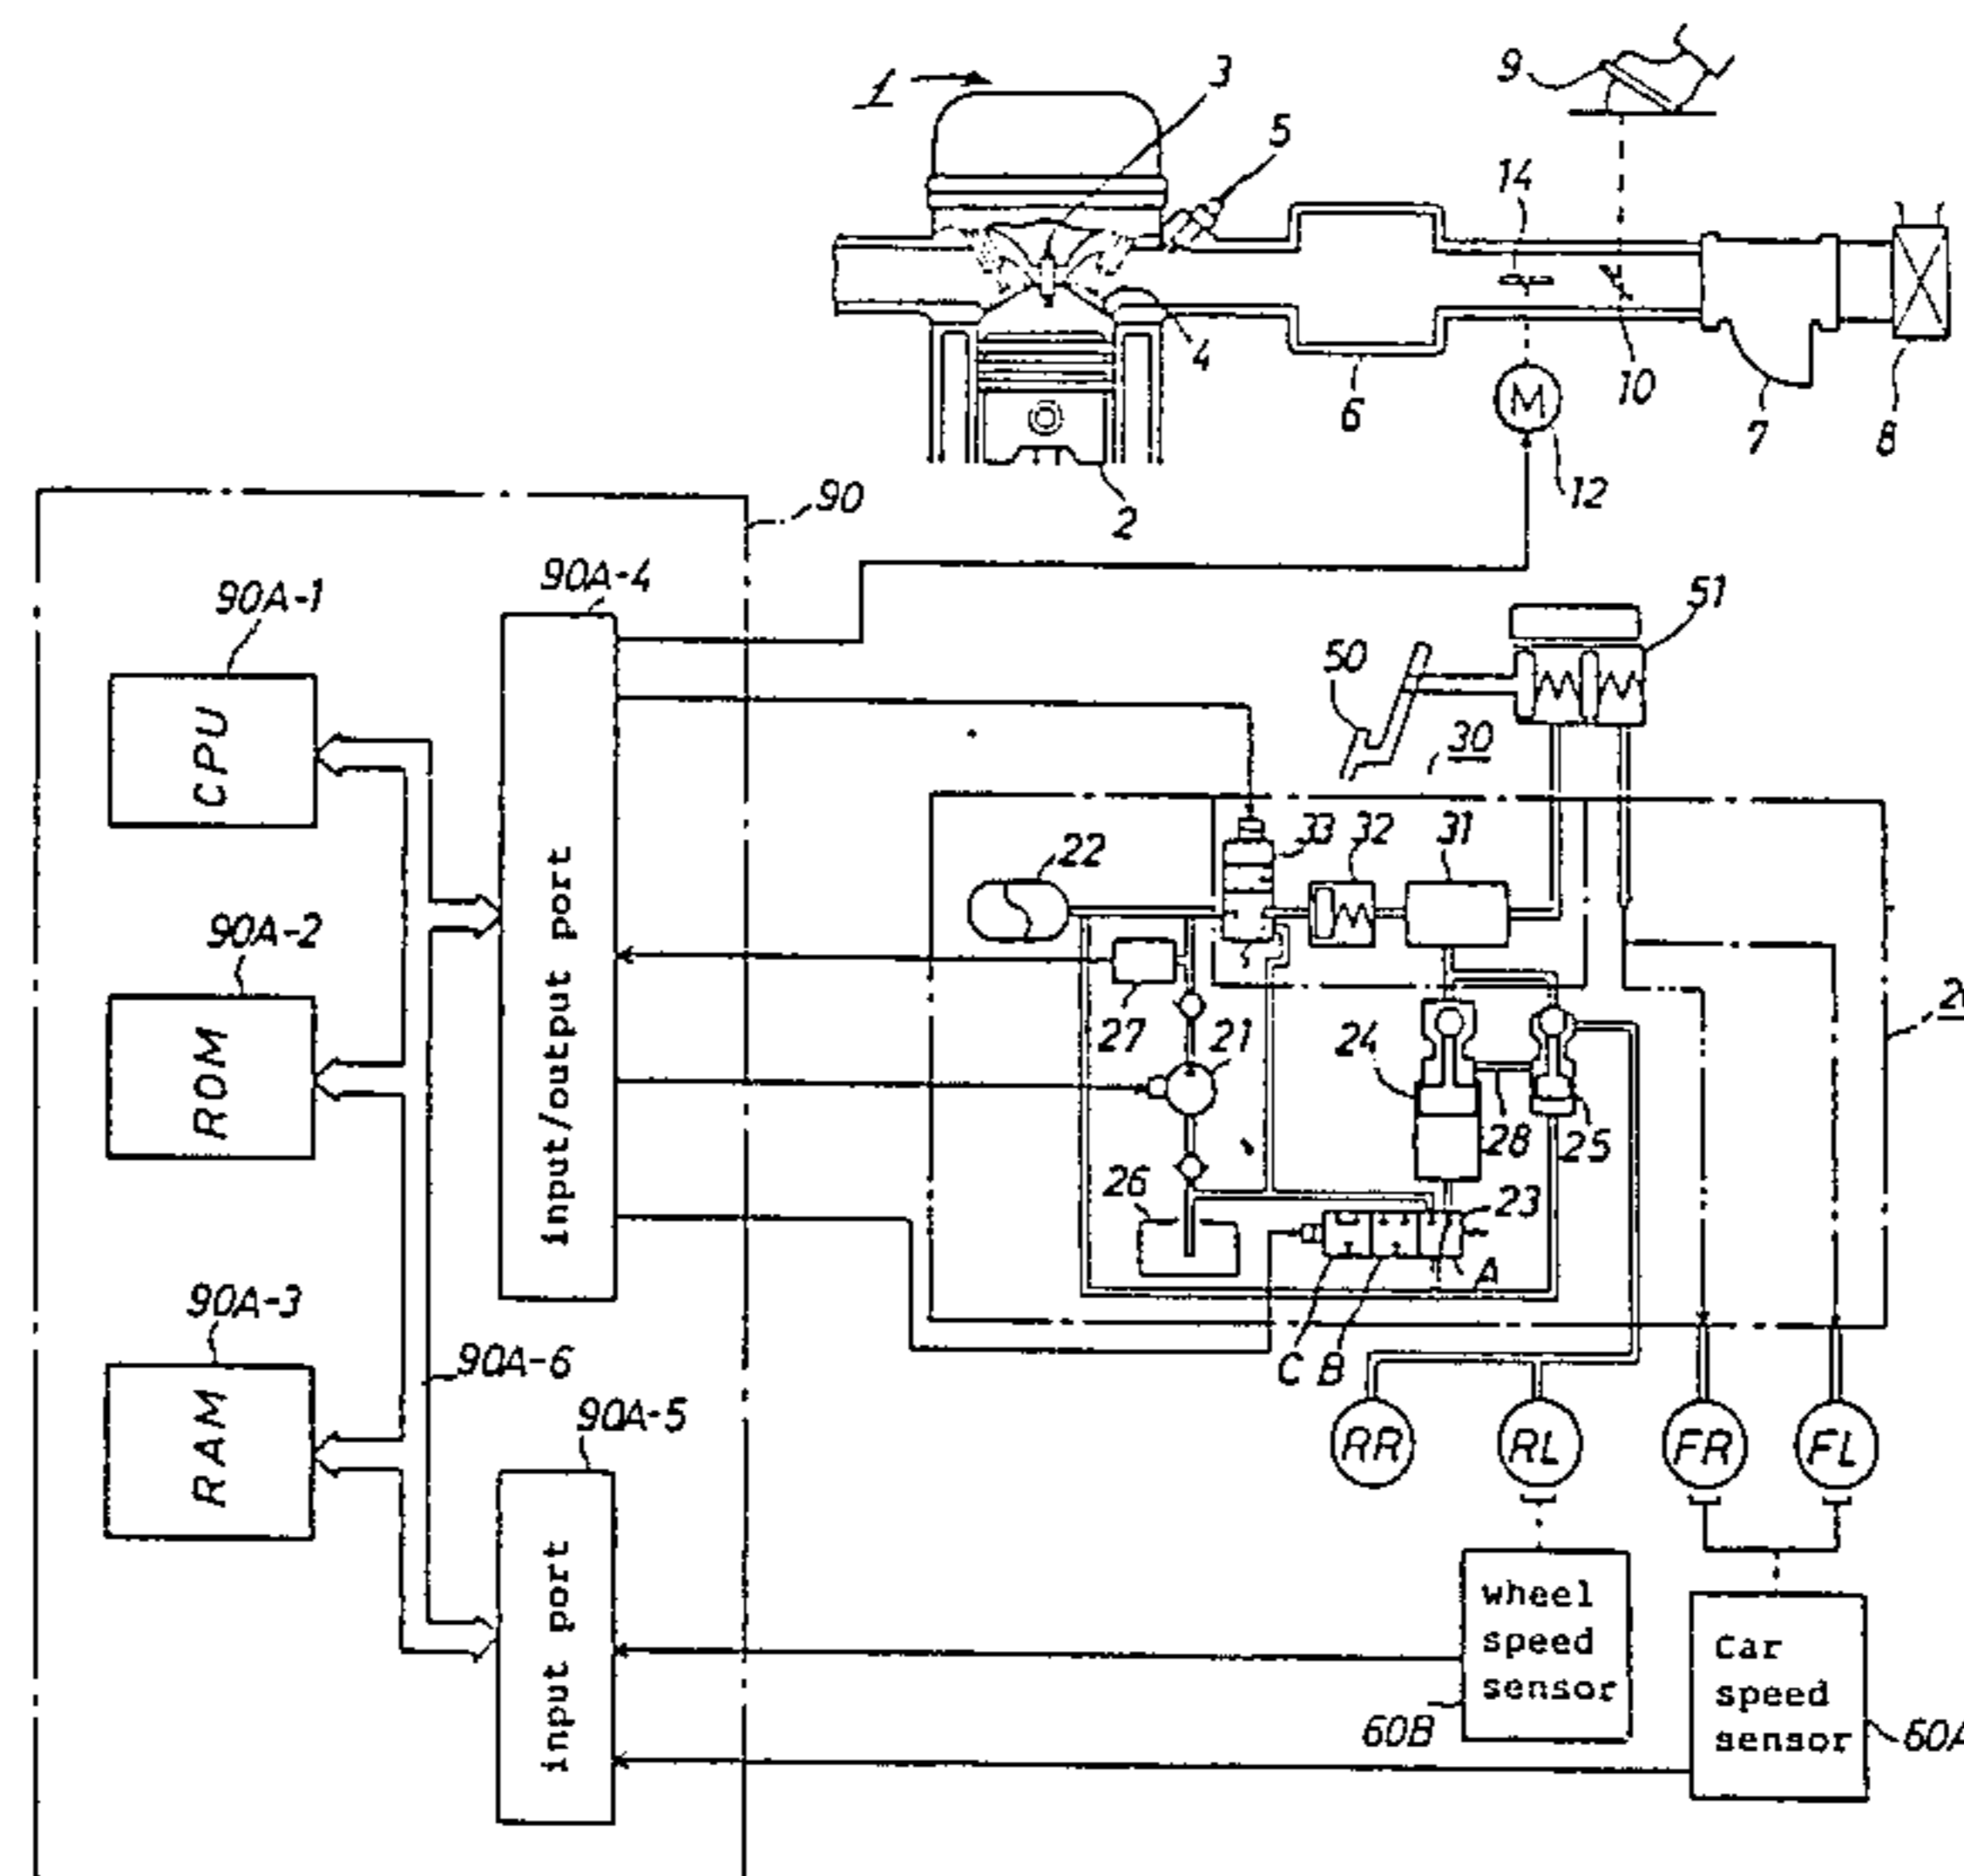 1
3
5
9
14
4
6
M
10
7
8
12
2
90
90A-4
90A-1
51
50
30
CPU
33
32
31
22
input/output port
90A-2
27
21
24
28
25
ROM
26
23
A
90A-3
C B
90A-6
RAM
90A-5
RR
RL
FR
FL
input port
wheel
speed
sensor
60B
Car
speed
sensor
60A